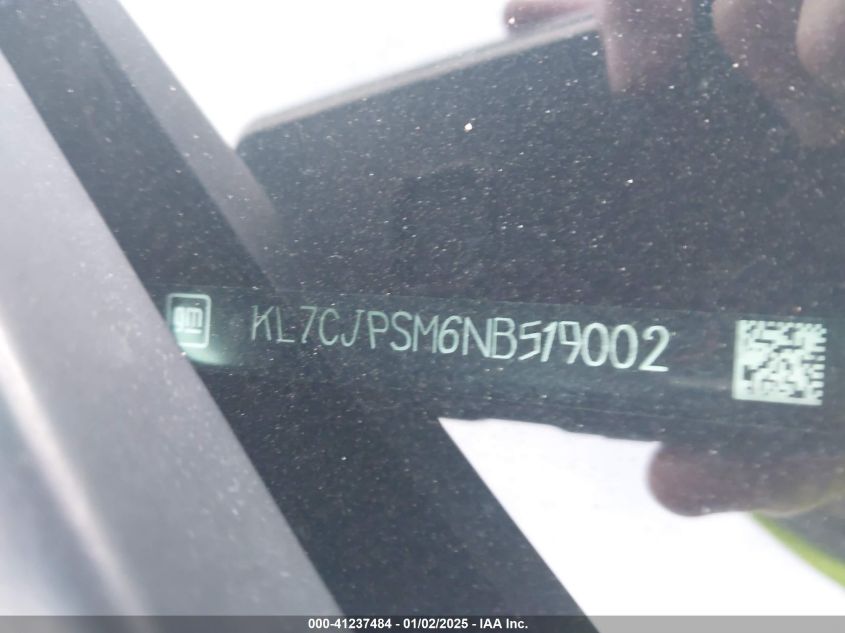 gm KL7CJPSM6NB519002
000-41237484 - 01/02/2025 - IAA Inc.